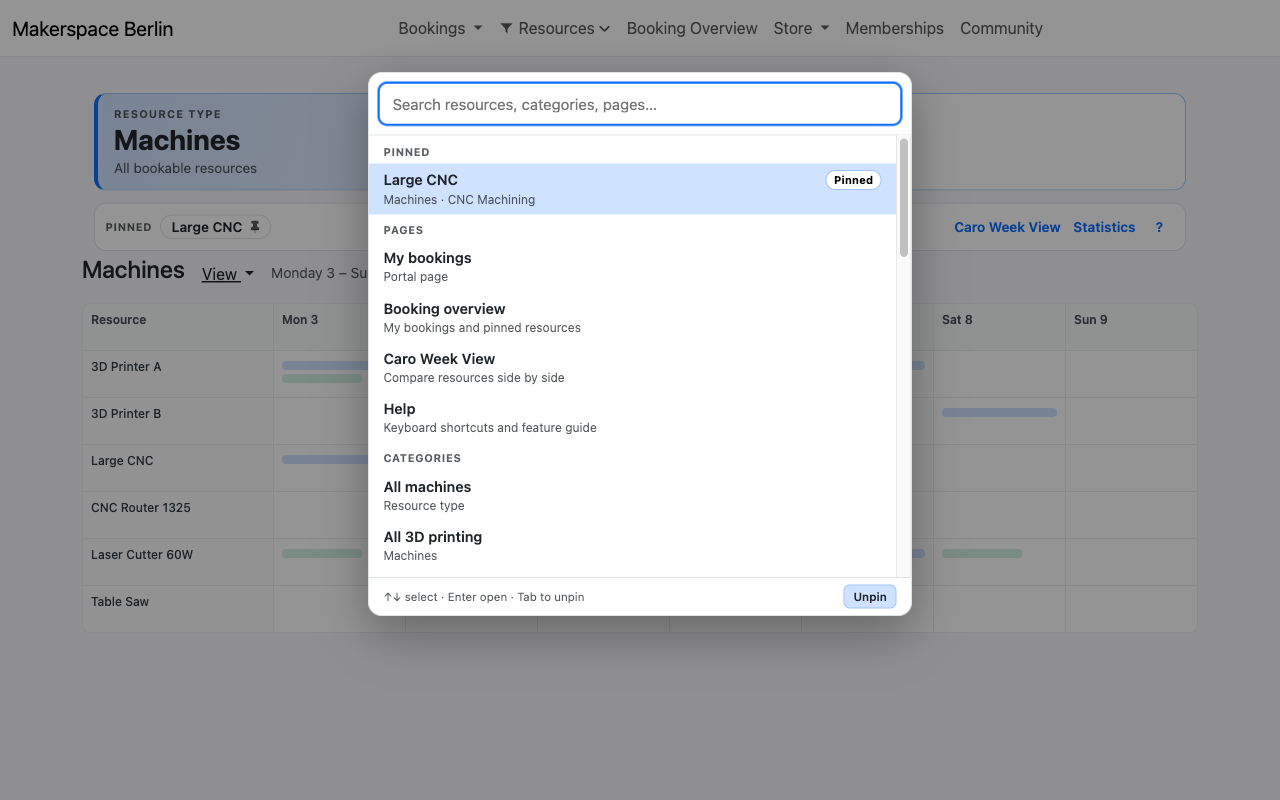 Makerspace Berlin
Bookings
Resources
Booking Overview
Store
Memberships
Community
Search resources, categories, pages...
RESOURCE TYPE
Machines
All bookable resources
PINNED
Large CNC
Caro Week View
Statistics
?
Machines
View
Monday 3 – Su
Resource
Mon 3
Sat 8
Sun 9
3D Printer A
3D Printer B
Large CNC
CNC Router 1325
Laser Cutter 60W
Table Saw
PINNED
Large CNC
Pinned
Machines · CNC Machining
PAGES
My bookings
Portal page
Booking overview
My bookings and pinned resources
Caro Week View
Compare resources side by side
Help
Keyboard shortcuts and feature guide
CATEGORIES
All machines
Resource type
All 3D printing
Machines
↑↓ select · Enter open · Tab to unpin
Unpin